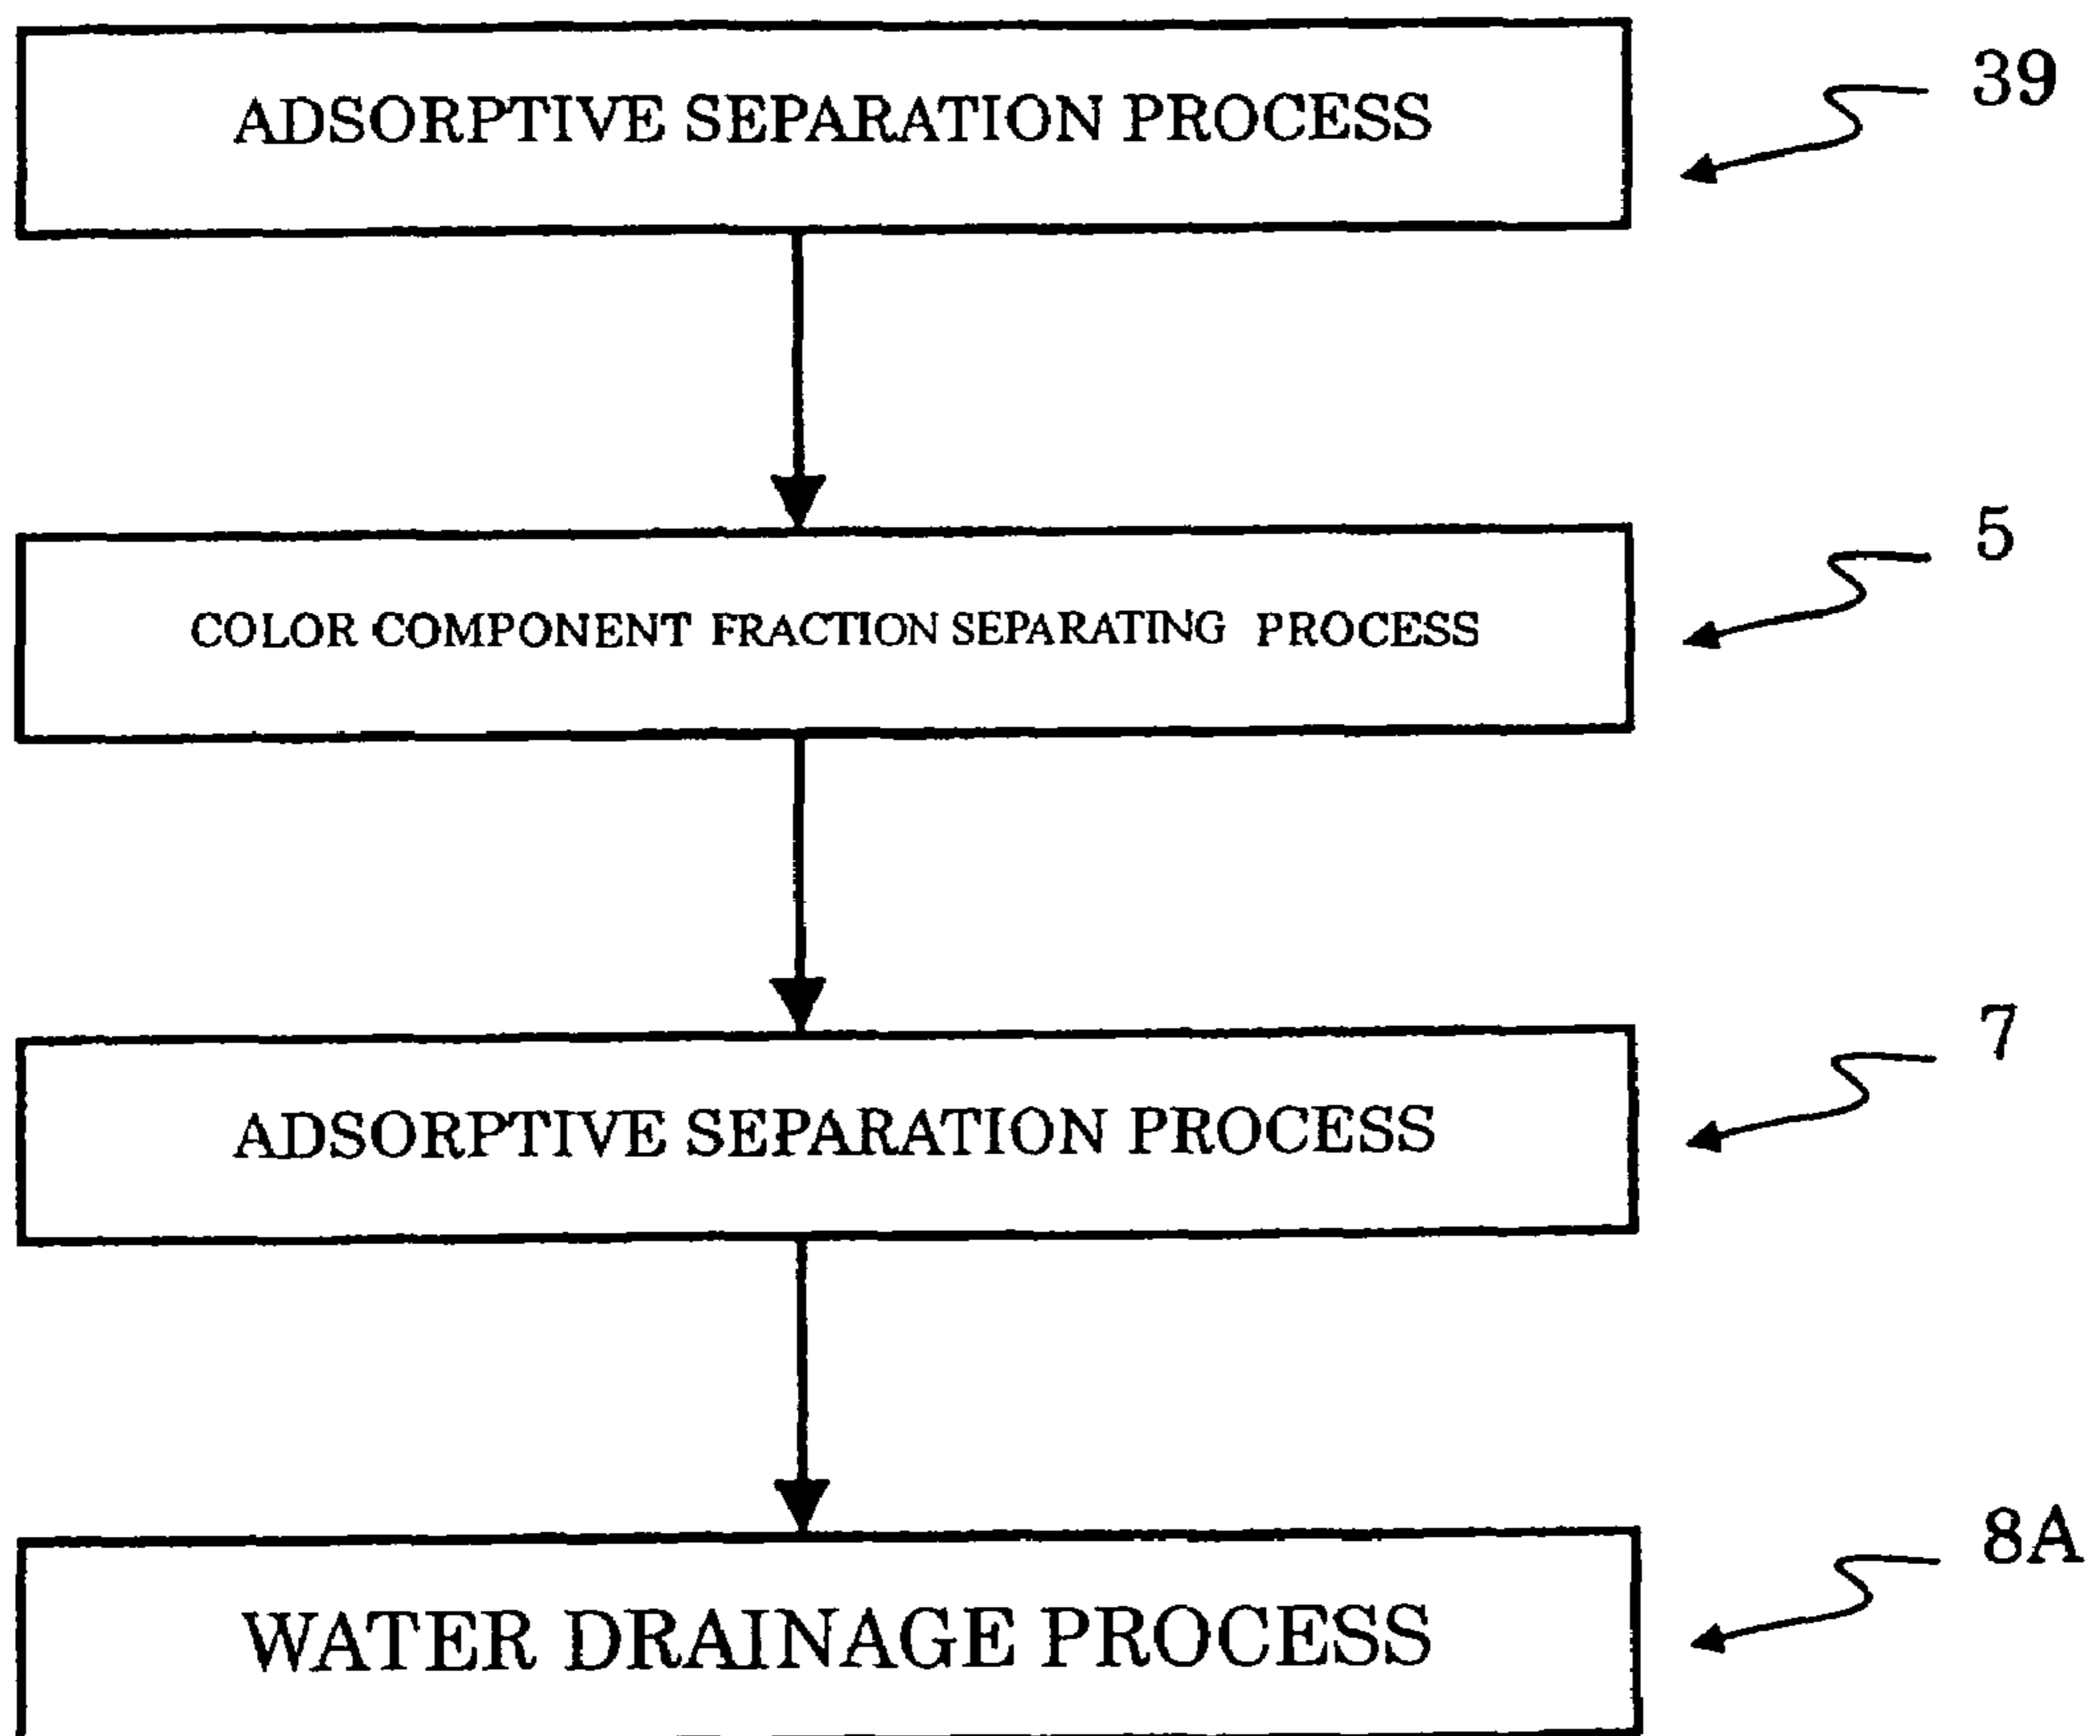 ADSORPTIVE SEPARATION PROCESS
39
COLOR COMPONENT FRACTION SEPARATING PROCESS
5
ADSORPTIVE SEPARATION PROCESS
7
WATER DRAINAGE PROCESS
8A